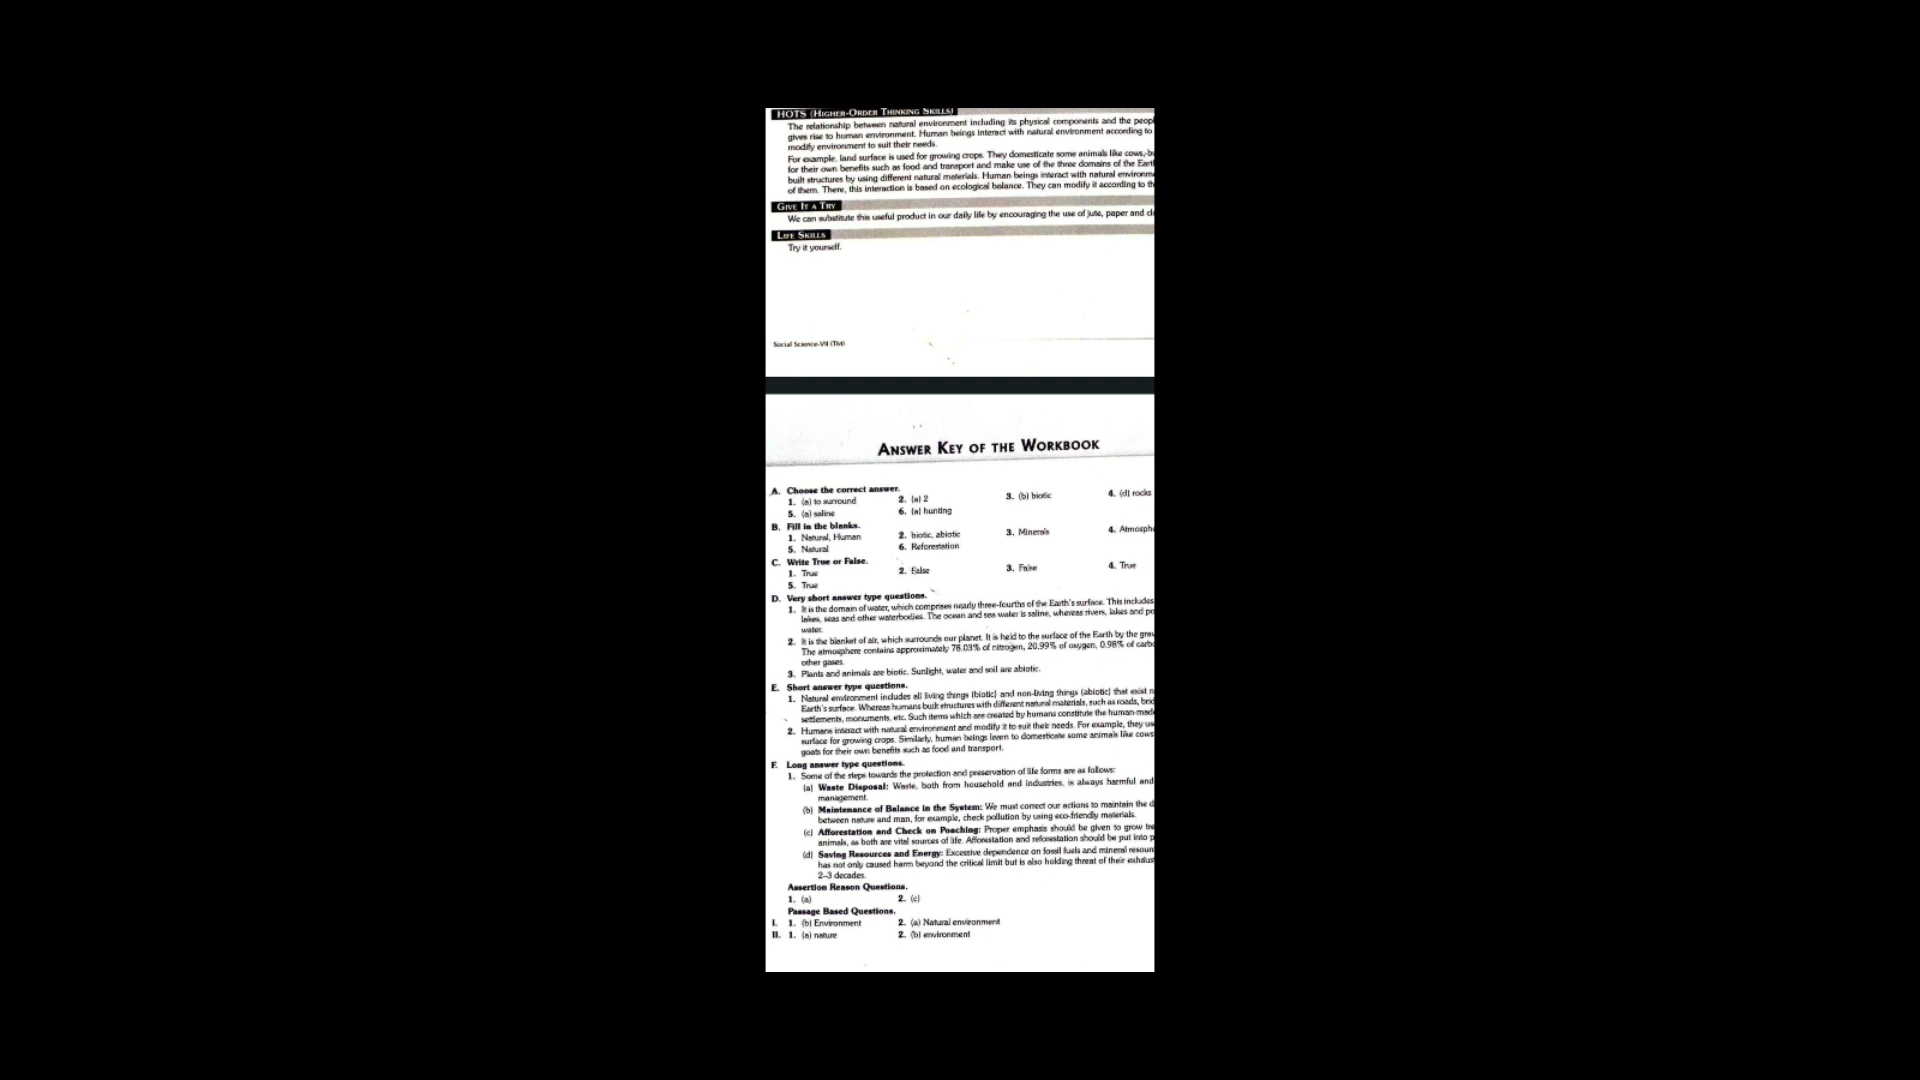 HOTS (HIGHER-ORDER THINKING SKILLS)
The relationship between natural environment including its physical components and the peopl
gives rise to human environment. Human beings interact with natural environment according to
modify environment to suit their needs.
For example, land surface is used for growing crops. They domesticate some animals like cows, b
for their own benefits such as food and transport and make use of the three domains of the Eart
built structures by using different natural materials. Human beings interact with natural environm
of them. There, this interaction is based on ecological balance. They can modify it according to th
GIVE IT A TRY
We can substitute this useful product in our daily life by encouraging the use of jute, paper and cl
LIFE SKILLS
Try it yourself.
Social Science-VII (TM)
ANSWER KEY OF THE WORKBOOK
A. Choose the correct answer.
1. (a) to surround 2. (a) 2 3. (b) biotic 4. (d) rocks
5. (a) saline 6. (a) hunting
B. Fill in the blanks.
1. Natural, Human 2. biotic, abiotic 3. Minerals 4. Atmosph
5. Natural 6. Reforestation
C. Write True or False.
1. True 2. False 3. False 4. True
5. True
D. Very short answer type questions.
1. It is the domain of water, which comprises nearly three-fourths of the Earth's surface. This includes
lakes, seas and other waterbodies. The ocean and sea water is saline, whereas rivers, lakes and po
water.
2. It is the blanket of air, which surrounds our planet. It is held to the surface of the Earth by the grav
The atmosphere contains approximately 78.03% of nitrogen, 20.99% of oxygen, 0.98% of carb
other gases.
3. Plants and animals are biotic. Sunlight, water and soil are abiotic.
E. Short answer type questions.
1. Natural environment includes all living things (biotic) and non-living things (abiotic) that exist n
Earth's surface. Whereas humans built structures with different natural materials, such as roads, brid
settlements, monuments, etc. Such items which are created by humans constitute the human-mad
2. Humans interact with natural environment and modify it to suit their needs. For example, they us
surface for growing crops. Similarly, human beings learn to domesticate some animals like cows
goats for their own benefits such as food and transport.
F. Long answer type questions.
1. Some of the steps towards the protection and preservation of life forms are as follows:
(a) Waste Disposal: Waste, both from household and industries, is always harmful and
management.
(b) Maintenance of Balance in the System: We must correct our actions to maintain the d
between nature and man, for example, check pollution by using eco-friendly materials.
(c) Afforestation and Check on Poaching: Proper emphasis should be given to grow tre
animals, as both are vital sources of life. Afforestation and reforestation should be put into p
(d) Saving Resources and Energy: Excessive dependence on fossil fuels and mineral resourc
has not only caused harm beyond the critical limit but is also holding threat of their exhaus
2–3 decades.
Assertion Reason Questions.
1. (a) 2. (c)
Passage Based Questions.
I. 1. (b) Environment 2. (a) Natural environment
II. 1. (a) nature 2. (b) environment